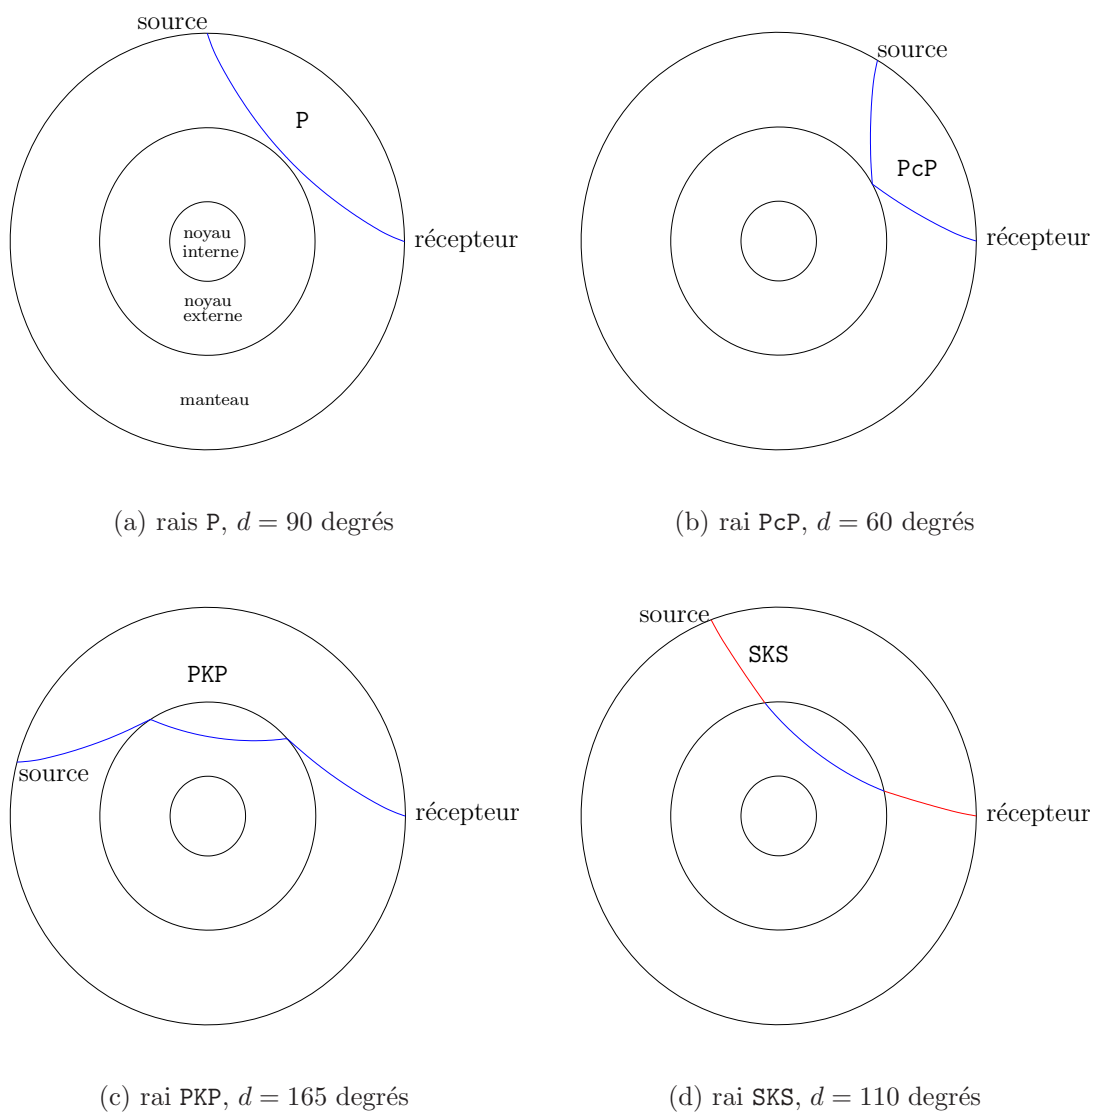 source
P
noyau
interne
récepteur
noyau
externe
manteau
(a) rais P, d = 90 degrés
source
PcP
récepteur
(b) rai PcP, d = 60 degrés
PKP
source
récepteur
(c) rai PKP, d = 165 degrés
source
SKS
récepteur
(d) rai SKS, d = 110 degrés